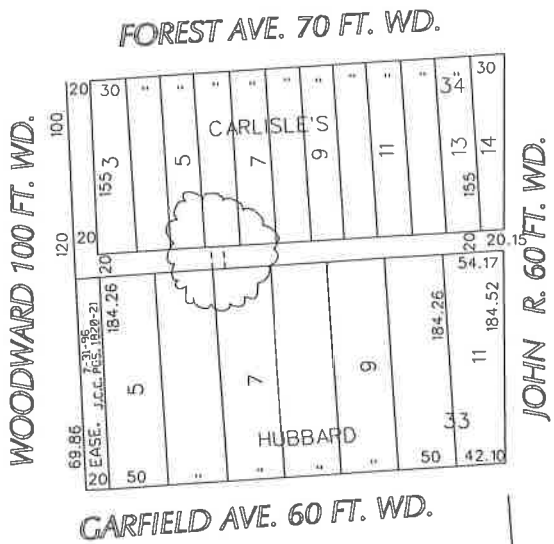 FOREST AVE. 70 FT. WD.
WOODWARD 100 FT. WD.
JOHN R. 60 FT. WD.
GARFIELD AVE. 60 FT. WD.
20 30 " " " " " " " " 34" 30
100
CARLISLE'S
155 3 5 7 9 11 13 14
155
120
20 20 20.15
20 54.17
184.26 184.26 184.52
7-31-96
EASE. J.C.C. PGS. 1820-21
5 7 9 11
69.86
HUBBARD 33
20 50 " " " " 50 42.10